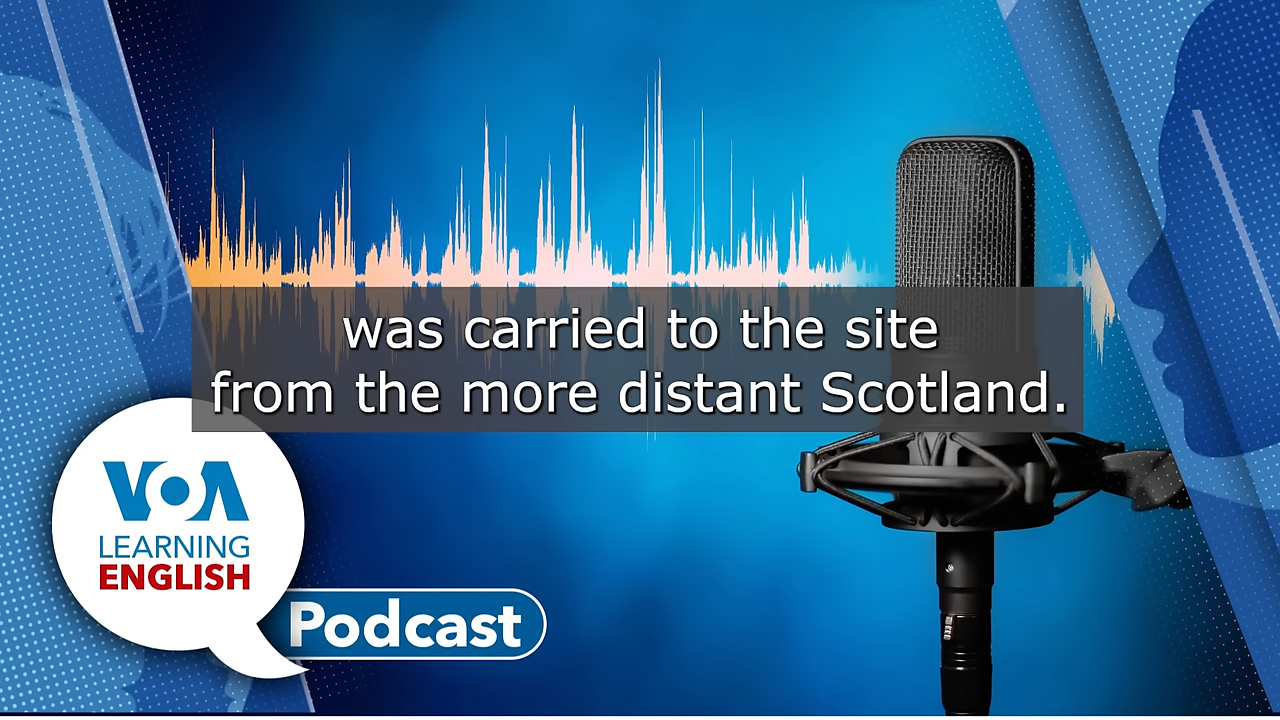 was carried to the site
from the more distant Scotland.
VOA
LEARNING
ENGLISH
Podcast